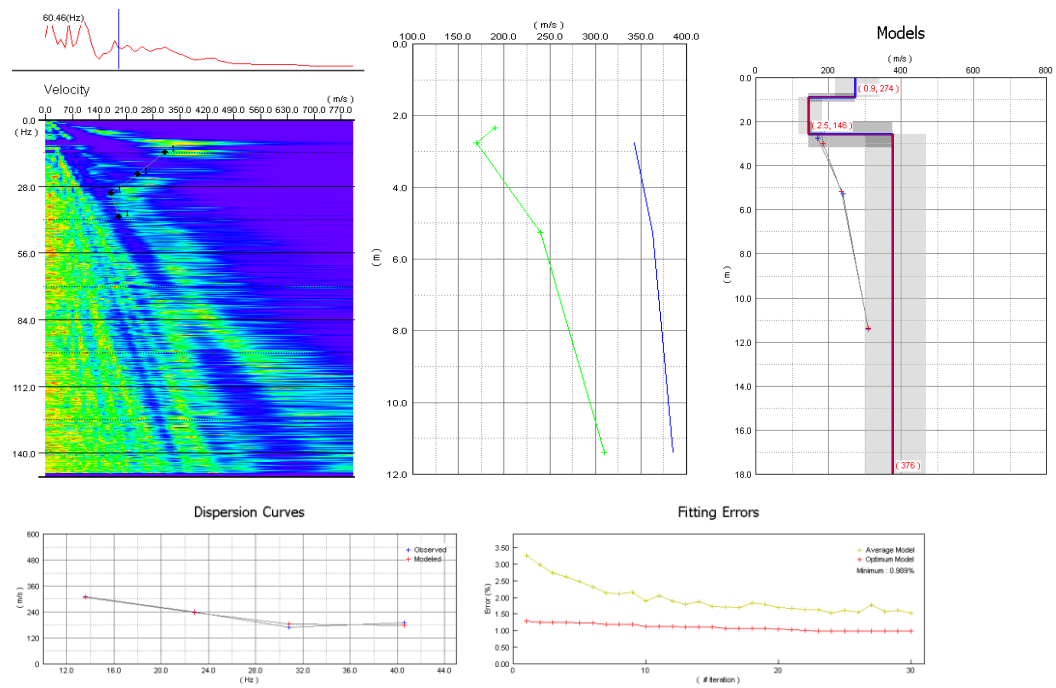 60.46(Hz)
Velocity
( m/s )
0.0 70.0 140.0 210.0 280.0 350.0 420.0 490.0 560.0 630.0 700.0 770.0
0.0
( Hz )
28.0
56.0
84.0
112.0
140.0
1
1
1
1
( m/s )
100.0 150.0 200.0 250.0 300.0 350.0 400.0
0.0
2.0
4.0
6.0
8.0
10.0
12.0
( m )
Models
( m/s )
0 200 400 600 800
0.0
2.0
4.0
6.0
8.0
10.0
12.0
14.0
16.0
18.0
( m )
( 0.9, 274 )
( 2.5, 146 )
( 376 )
Dispersion Curves
600
480
360
240
120
0
( m/s )
12.0 16.0 20.0 24.0 28.0 32.0 36.0 40.0 44.0
( Hz )
Observed
Modeled
Fitting Errors
3.50
3.00
2.50
2.00
1.50
1.00
0.50
0.00
Error (%)
0 10 20 30
( # Iteration )
Average Model
Optimum Model
Minimum : 0.989%